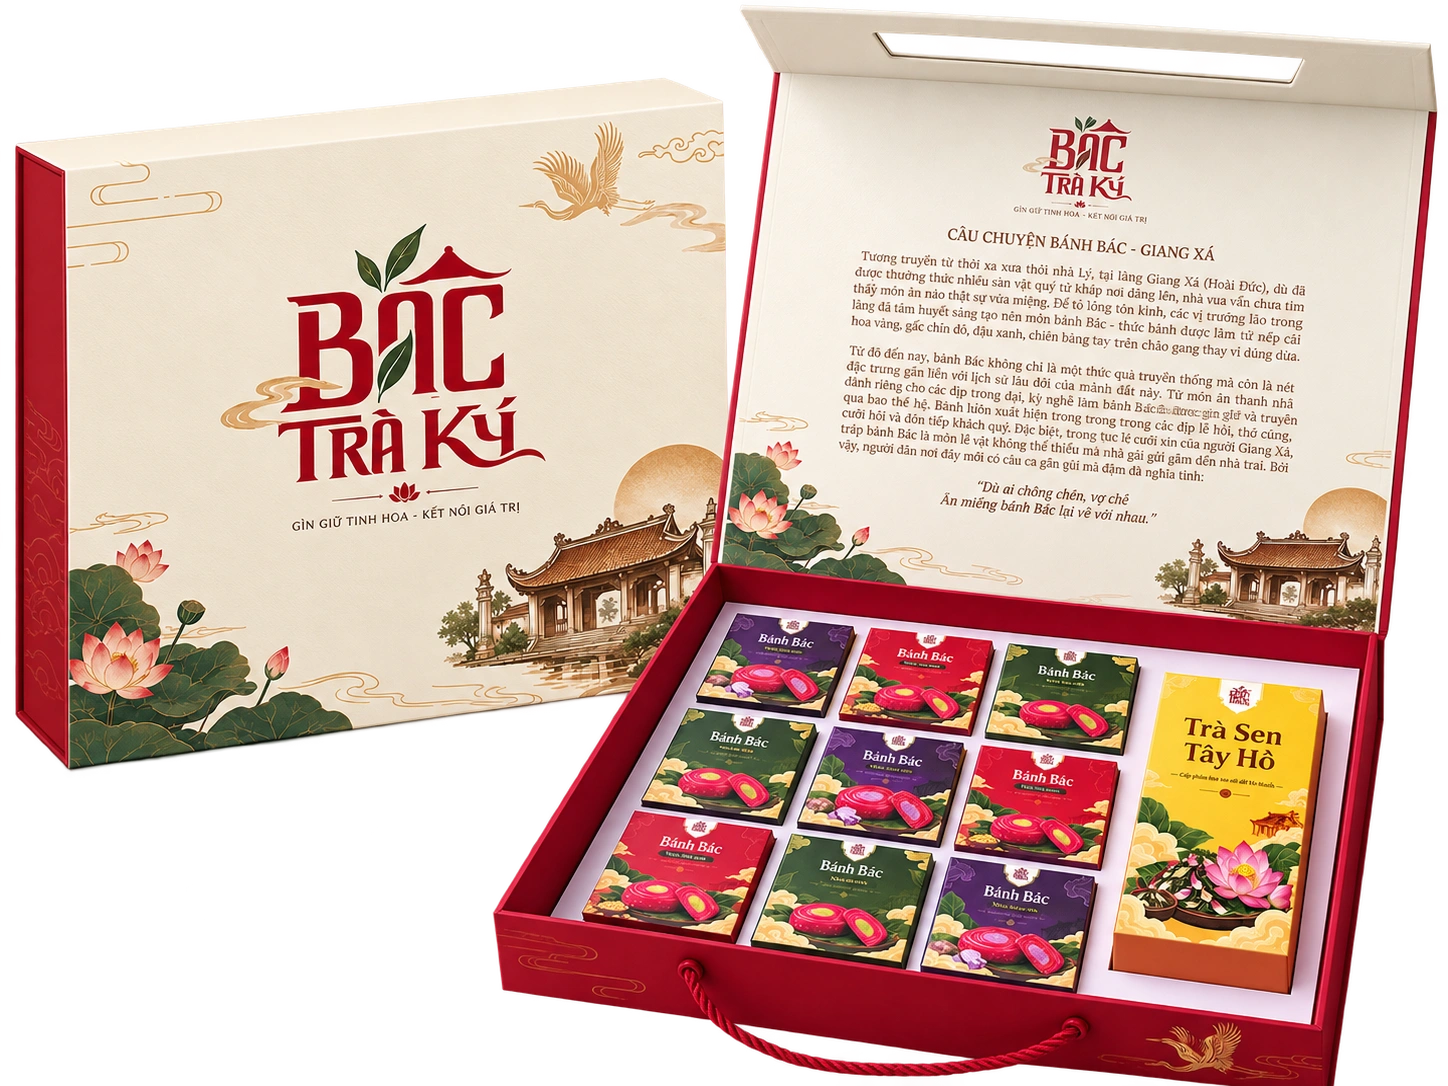 BẮC
TRÀ KÝ
GÌN GIỮ TINH HOA - KẾT NỐI GIÁ TRỊ
BẮC
TRÀ KÝ
GÌN GIỮ TINH HOA - KẾT NỐI GIÁ TRỊ
CÂU CHUYỆN BÁNH BÁC - GIANG XÁ
Tương truyền từ thời xa xưa thời nhà Lý, tại làng Giang Xá (Hoài Đức), dù đã
được thưởng thức nhiều sản vật quý từ khắp nơi dâng lên, nhà vua vẫn chưa tìm
thấy món ăn nào thật sự vừa miệng. Để tỏ lòng tôn kính, các vị trưởng lão trong
làng đã tâm huyết sáng tạo nên món bánh Bác - thức bánh được làm từ nếp cái
hoa vàng, gấc chín đỏ, đậu xanh, chiên bằng tay trên chảo gang thay vì dùng dừa.
Từ đó đến nay, bánh Bác không chỉ là một thức quà truyền thống mà còn là nét
đặc trưng gắn liền với lịch sử lâu đời của mảnh đất này. Từ món ăn thanh nhã
dành riêng cho các dịp trọng đại, kỳ nghề làm bánh Bác được gìn giữ và truyền
qua bao thế hệ. Bánh luôn xuất hiện trong trong trong các dịp lễ hỏi, thờ cúng,
cưới hỏi và đón tiếp khách quý. Đặc biệt, trong tục lệ cưới xin của người Giang Xá,
tráp bánh Bác là món lễ vật không thể thiếu mà nhà gái gửi gắm đến nhà trai. Bởi
vậy, người dân nơi đây mới có câu ca gần gũi mà đậm đà nghĩa tình:
“Dù ai chồng chén, vợ chê
Ăn miếng bánh Bác lại về với nhau.”
Bánh Bác
Bánh Bác
Bánh Bác
Bánh Bác
Bánh Bác
Bánh Bác
Bánh Bác
Bánh Bác
Bánh Bác
Trà Sen
Tây Hồ